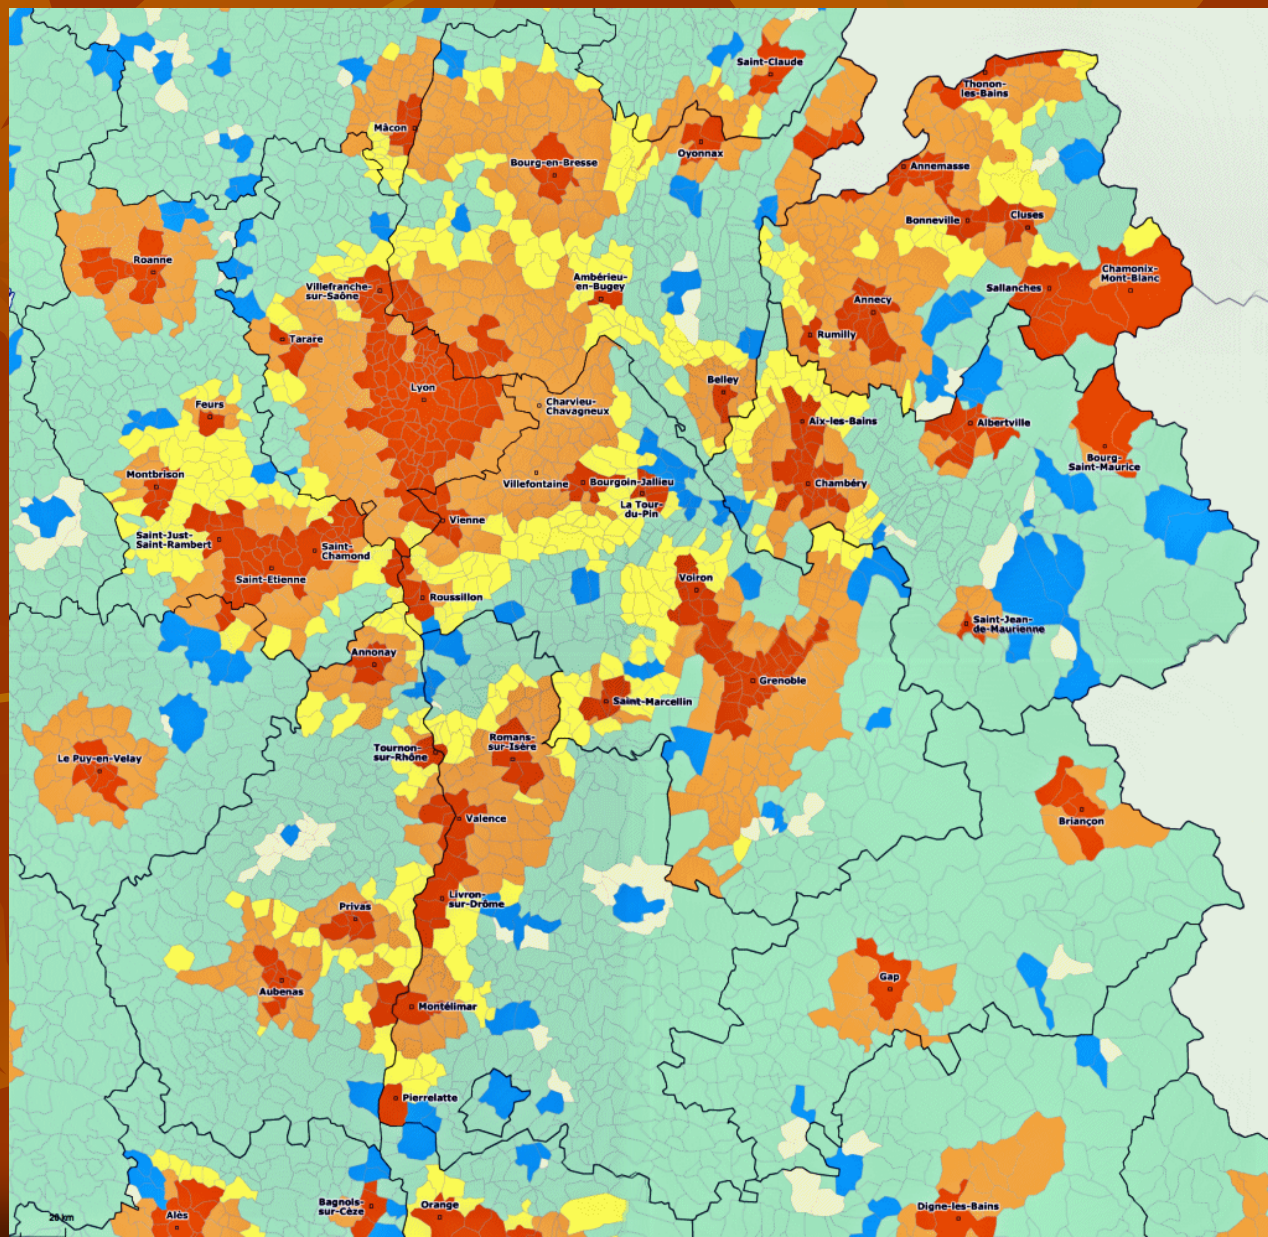 Saint-Claude
Thonon-
les-Bains
Mâcon
Oyonnax
Bourg-en-Bresse
Annemasse
Bonneville
Cluses
Roanne
Chamonix-
Mont-Blanc
Ambérieu-
en-Bugey
Villefranche-
sur-Saône
Sallanches
Annecy
Tarare
Rumilly
Belley
Lyon
Charvieu-
Chavagneux
Feurs
Aix-les-Bains
Albertville
Bourg-
Saint-Maurice
Montbrison
Villefontaine
Bourgoin-Jallieu
Chambéry
La Tour-
du-Pin
Vienne
Saint-Just-
Saint-Rambert
Saint-
Chamond
Saint-Etienne
Voiron
Roussillon
Saint-Jean-
de-Maurienne
Annonay
Grenoble
Saint-Marcellin
Romans-
sur-Isère
Tournon-
sur-Rhône
Le Puy-en-Velay
Valence
Briançon
Livron-
sur-Drôme
Privas
Gap
Aubenas
Montélimar
Pierrelatte
Bagnols-
sur-Cèze
Orange
Digne-les-Bains
Alès
20 km